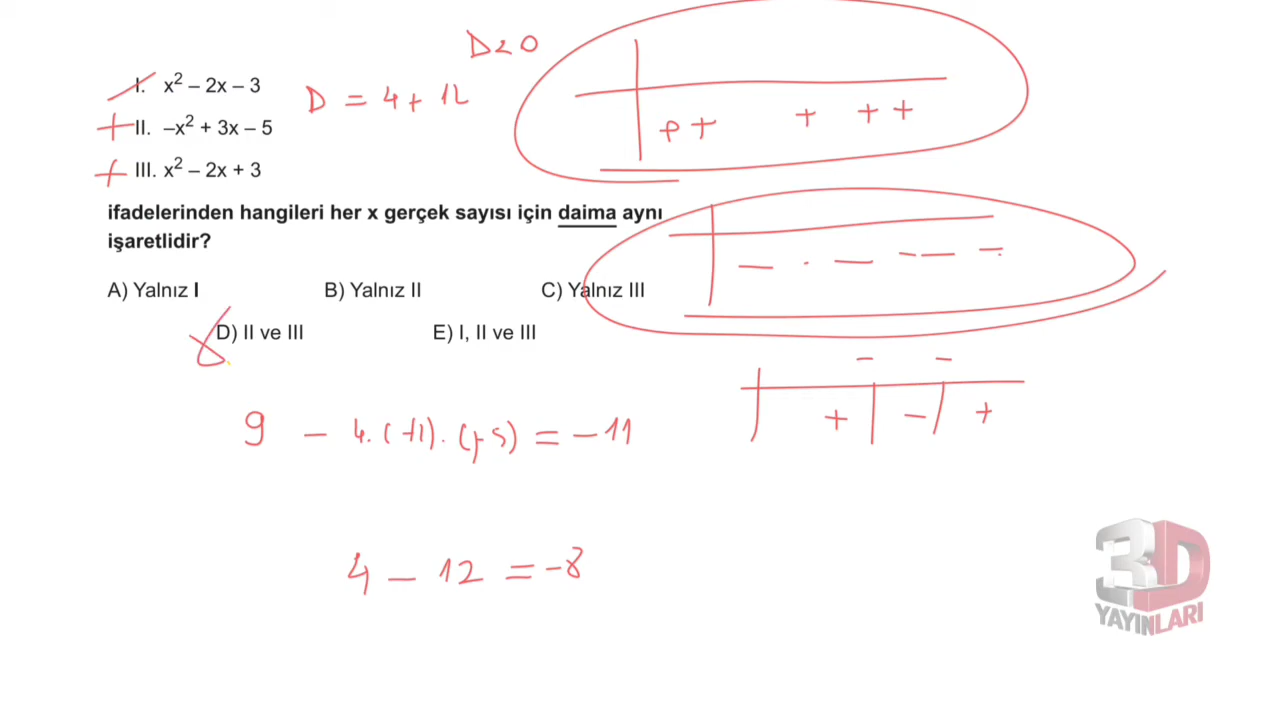 D < 0
I. x² – 2x – 3
D = 4 + 12
II. –x² + 3x – 5
+ + + +
III. x² – 2x + 3
ifadelerinden hangileri her x gerçek sayısı için daima aynı
işaretlidir?
– – – – –
A) Yalnız I B) Yalnız II C) Yalnız III
D) II ve III E) I, II ve III
– –
+ – +
9 – 4.(+1).(+5) = –11
4 – 12 = –8
3D
YAYINLARI